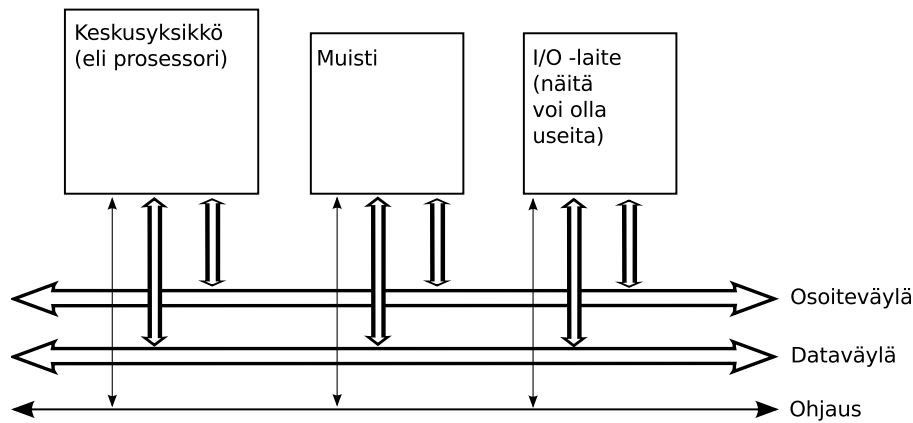 Keskusyksikkö
(eli prosessori)
Muisti
I/O -laite
(näitä
voi olla
useita)
Osoiteväylä
Dataväylä
Ohjaus